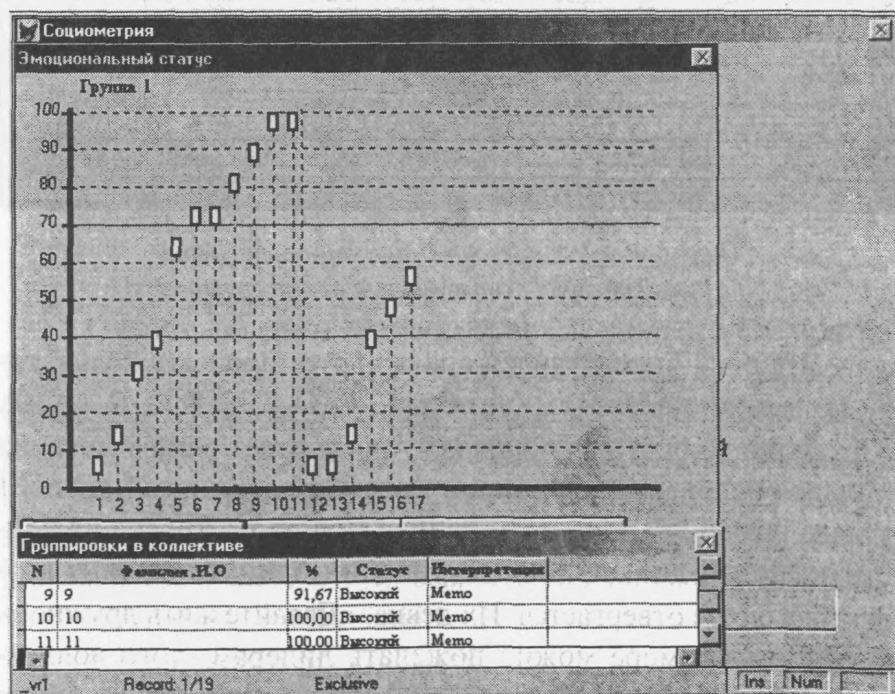 Социометрия
Эмоциональный статус
Группа 1
100
90
80
70
60
50
40
30
20
10
0
1 2 3 4 5 6 7 8 9 10 11 12 13 14 15 16 17
Группировки в коллективе
N Фамилия .И.О % Статус Интерпретация
9 9 91,67 Высокий Memo
10 10 100,00 Высокий Memo
11 11 100,00 Высокий Memo
_vr1 Record: 1/19 Exclusive Ins Num